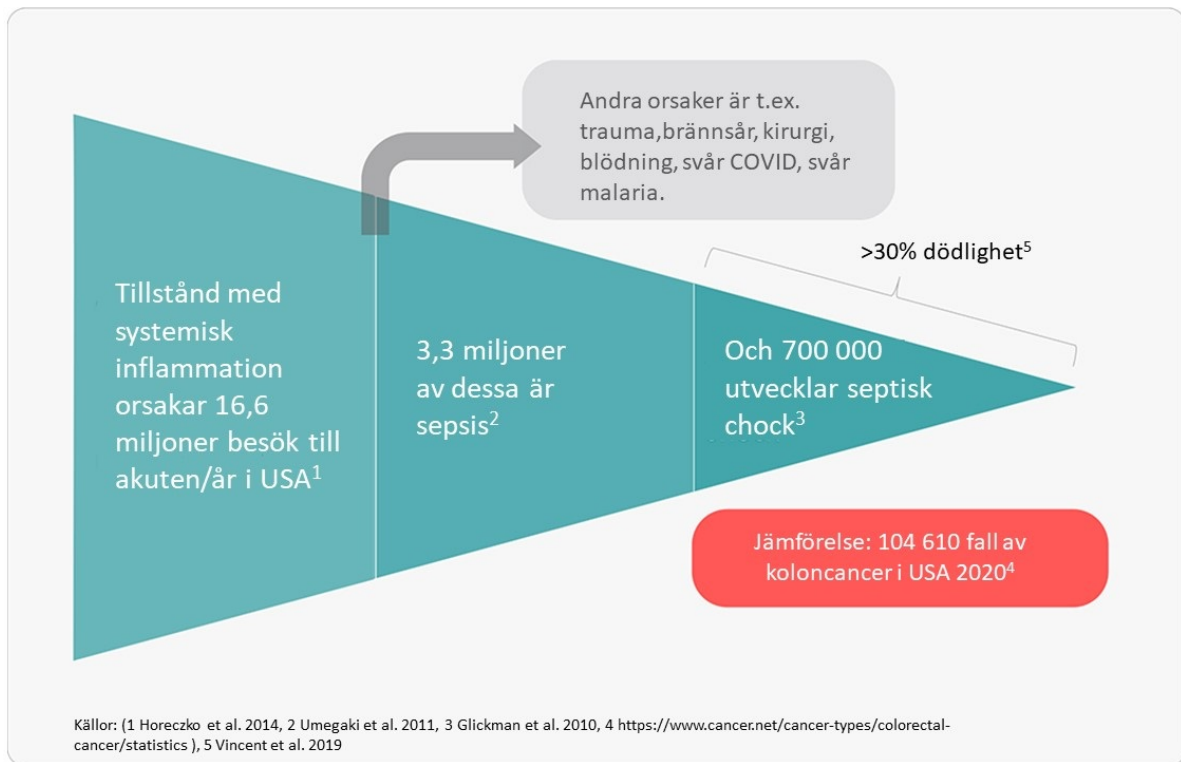 Andra orsaker är t.ex.
trauma,brännsår, kirurgi,
blödning, svår COVID, svår
malaria.
>30% dödlighet⁵
Tillstånd med
systemisk
inflammation
orsakar 16,6
miljoner besök till
akuten/år i USA¹
3,3 miljoner
av dessa är
sepsis²
Och 700 000
utvecklar septisk
chock³
Jämförelse: 104 610 fall av
koloncancer i USA 2020⁴
Källor: (1 Horeczko et al. 2014, 2 Umegaki et al. 2011, 3 Glickman et al. 2010, 4 https://www.cancer.net/cancer-types/colorectal-
cancer/statistics ), 5 Vincent et al. 2019